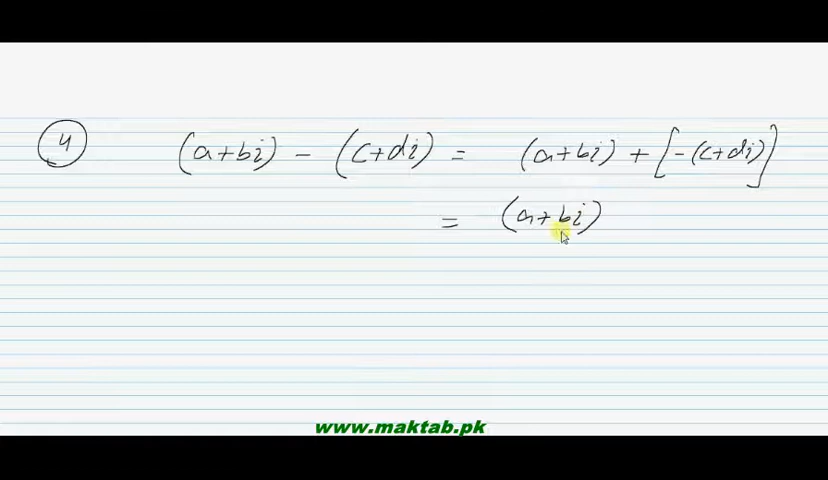 4 (a+bi) - (c+di) = (a+bi) + [-(c+di)]
= (a+bi)
www.maktab.pk